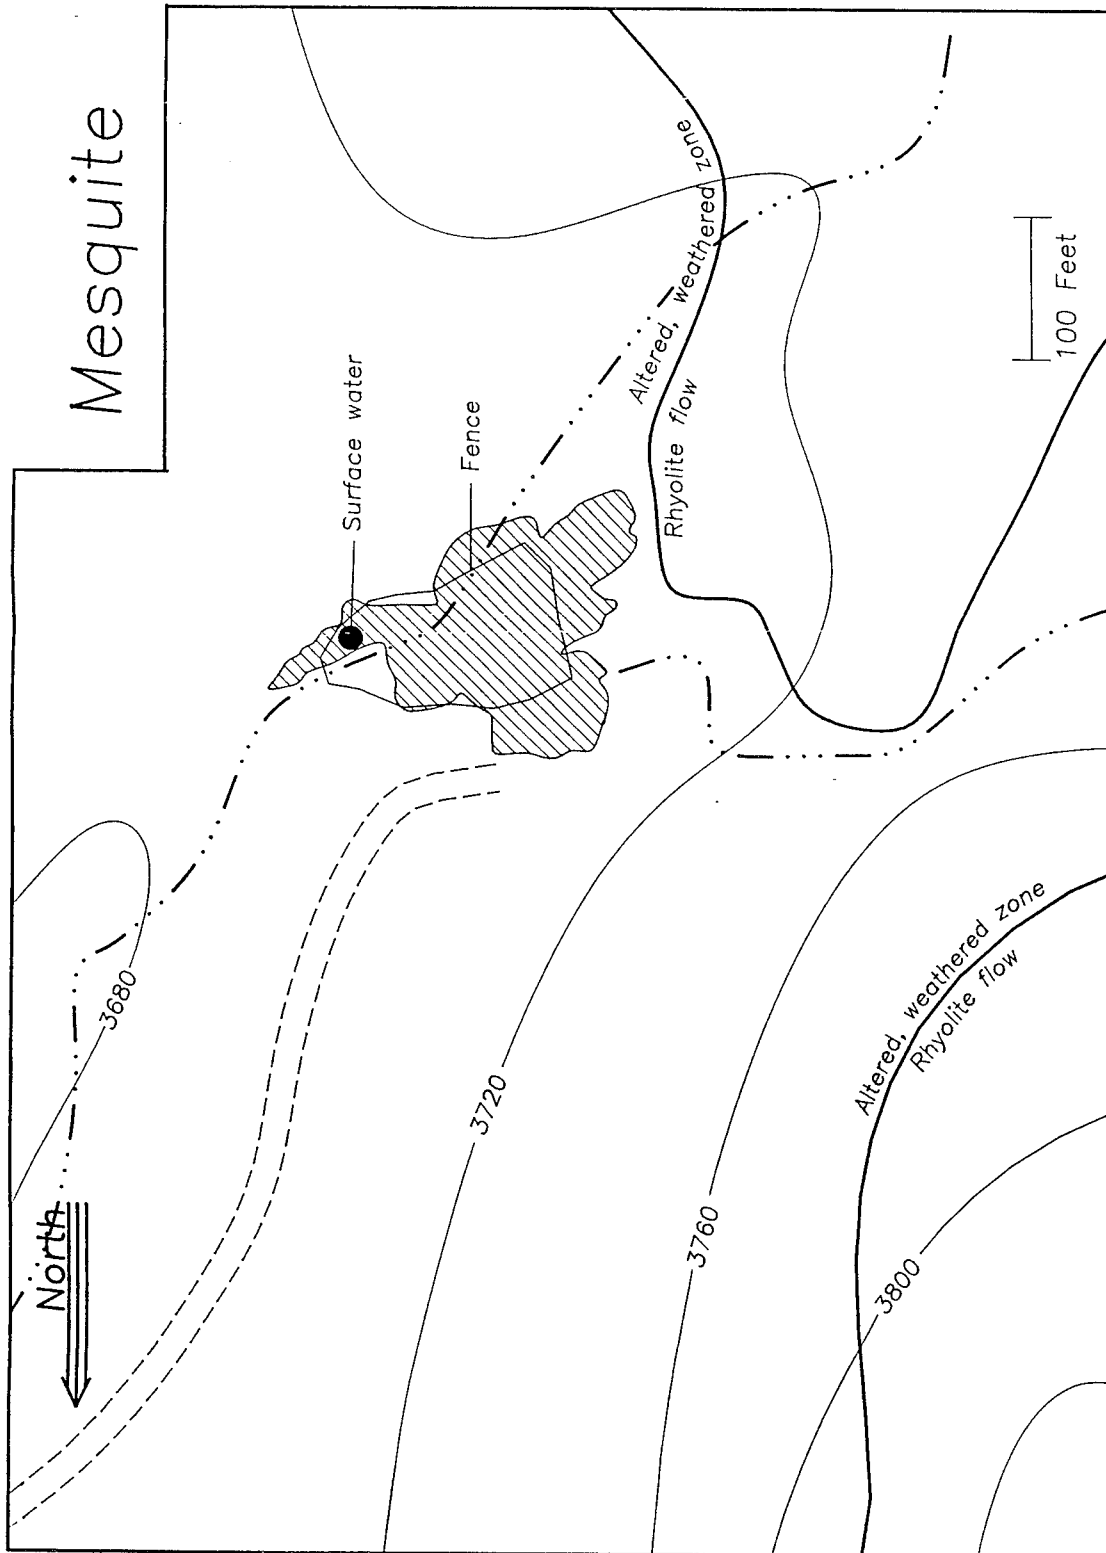 Mesquite
Surface water
Fence
Altered, weathered zone
Rhyolite flow
100 Feet
3680
North
3720
3760
3800
Altered, weathered zone
Rhyolite flow